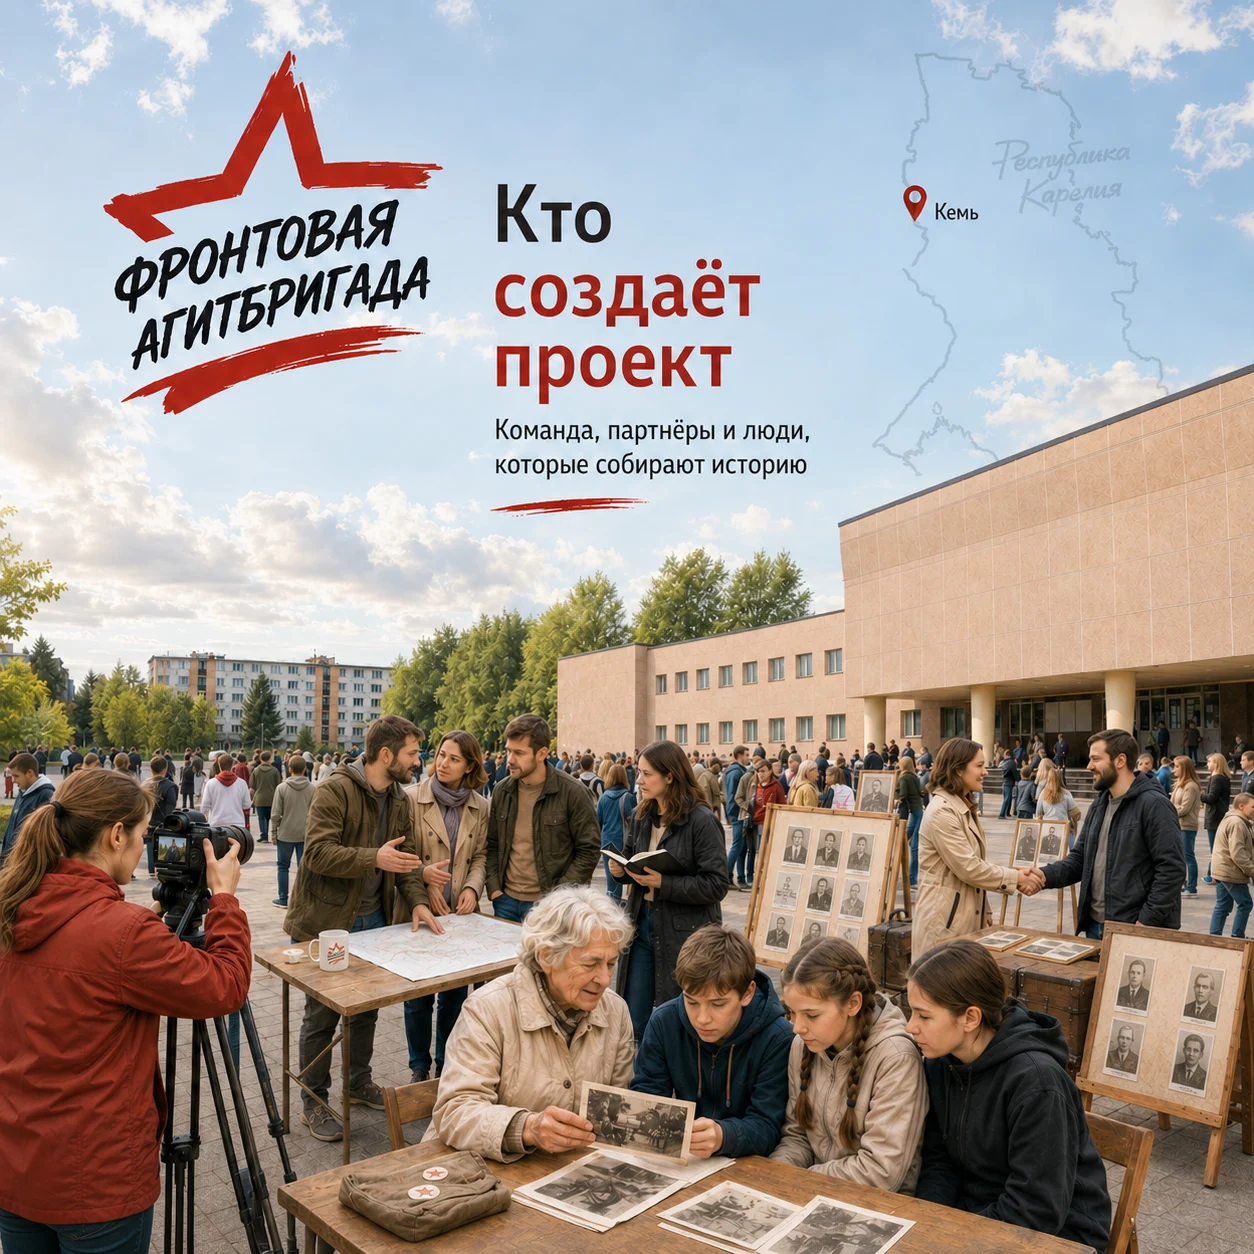 ФРОНТОВАЯ
АГИТБРИГАДА
Кто
создаёт
проект
Команда, партнёры и люди,
которые собирают историю
Республика
Карелия
Кемь